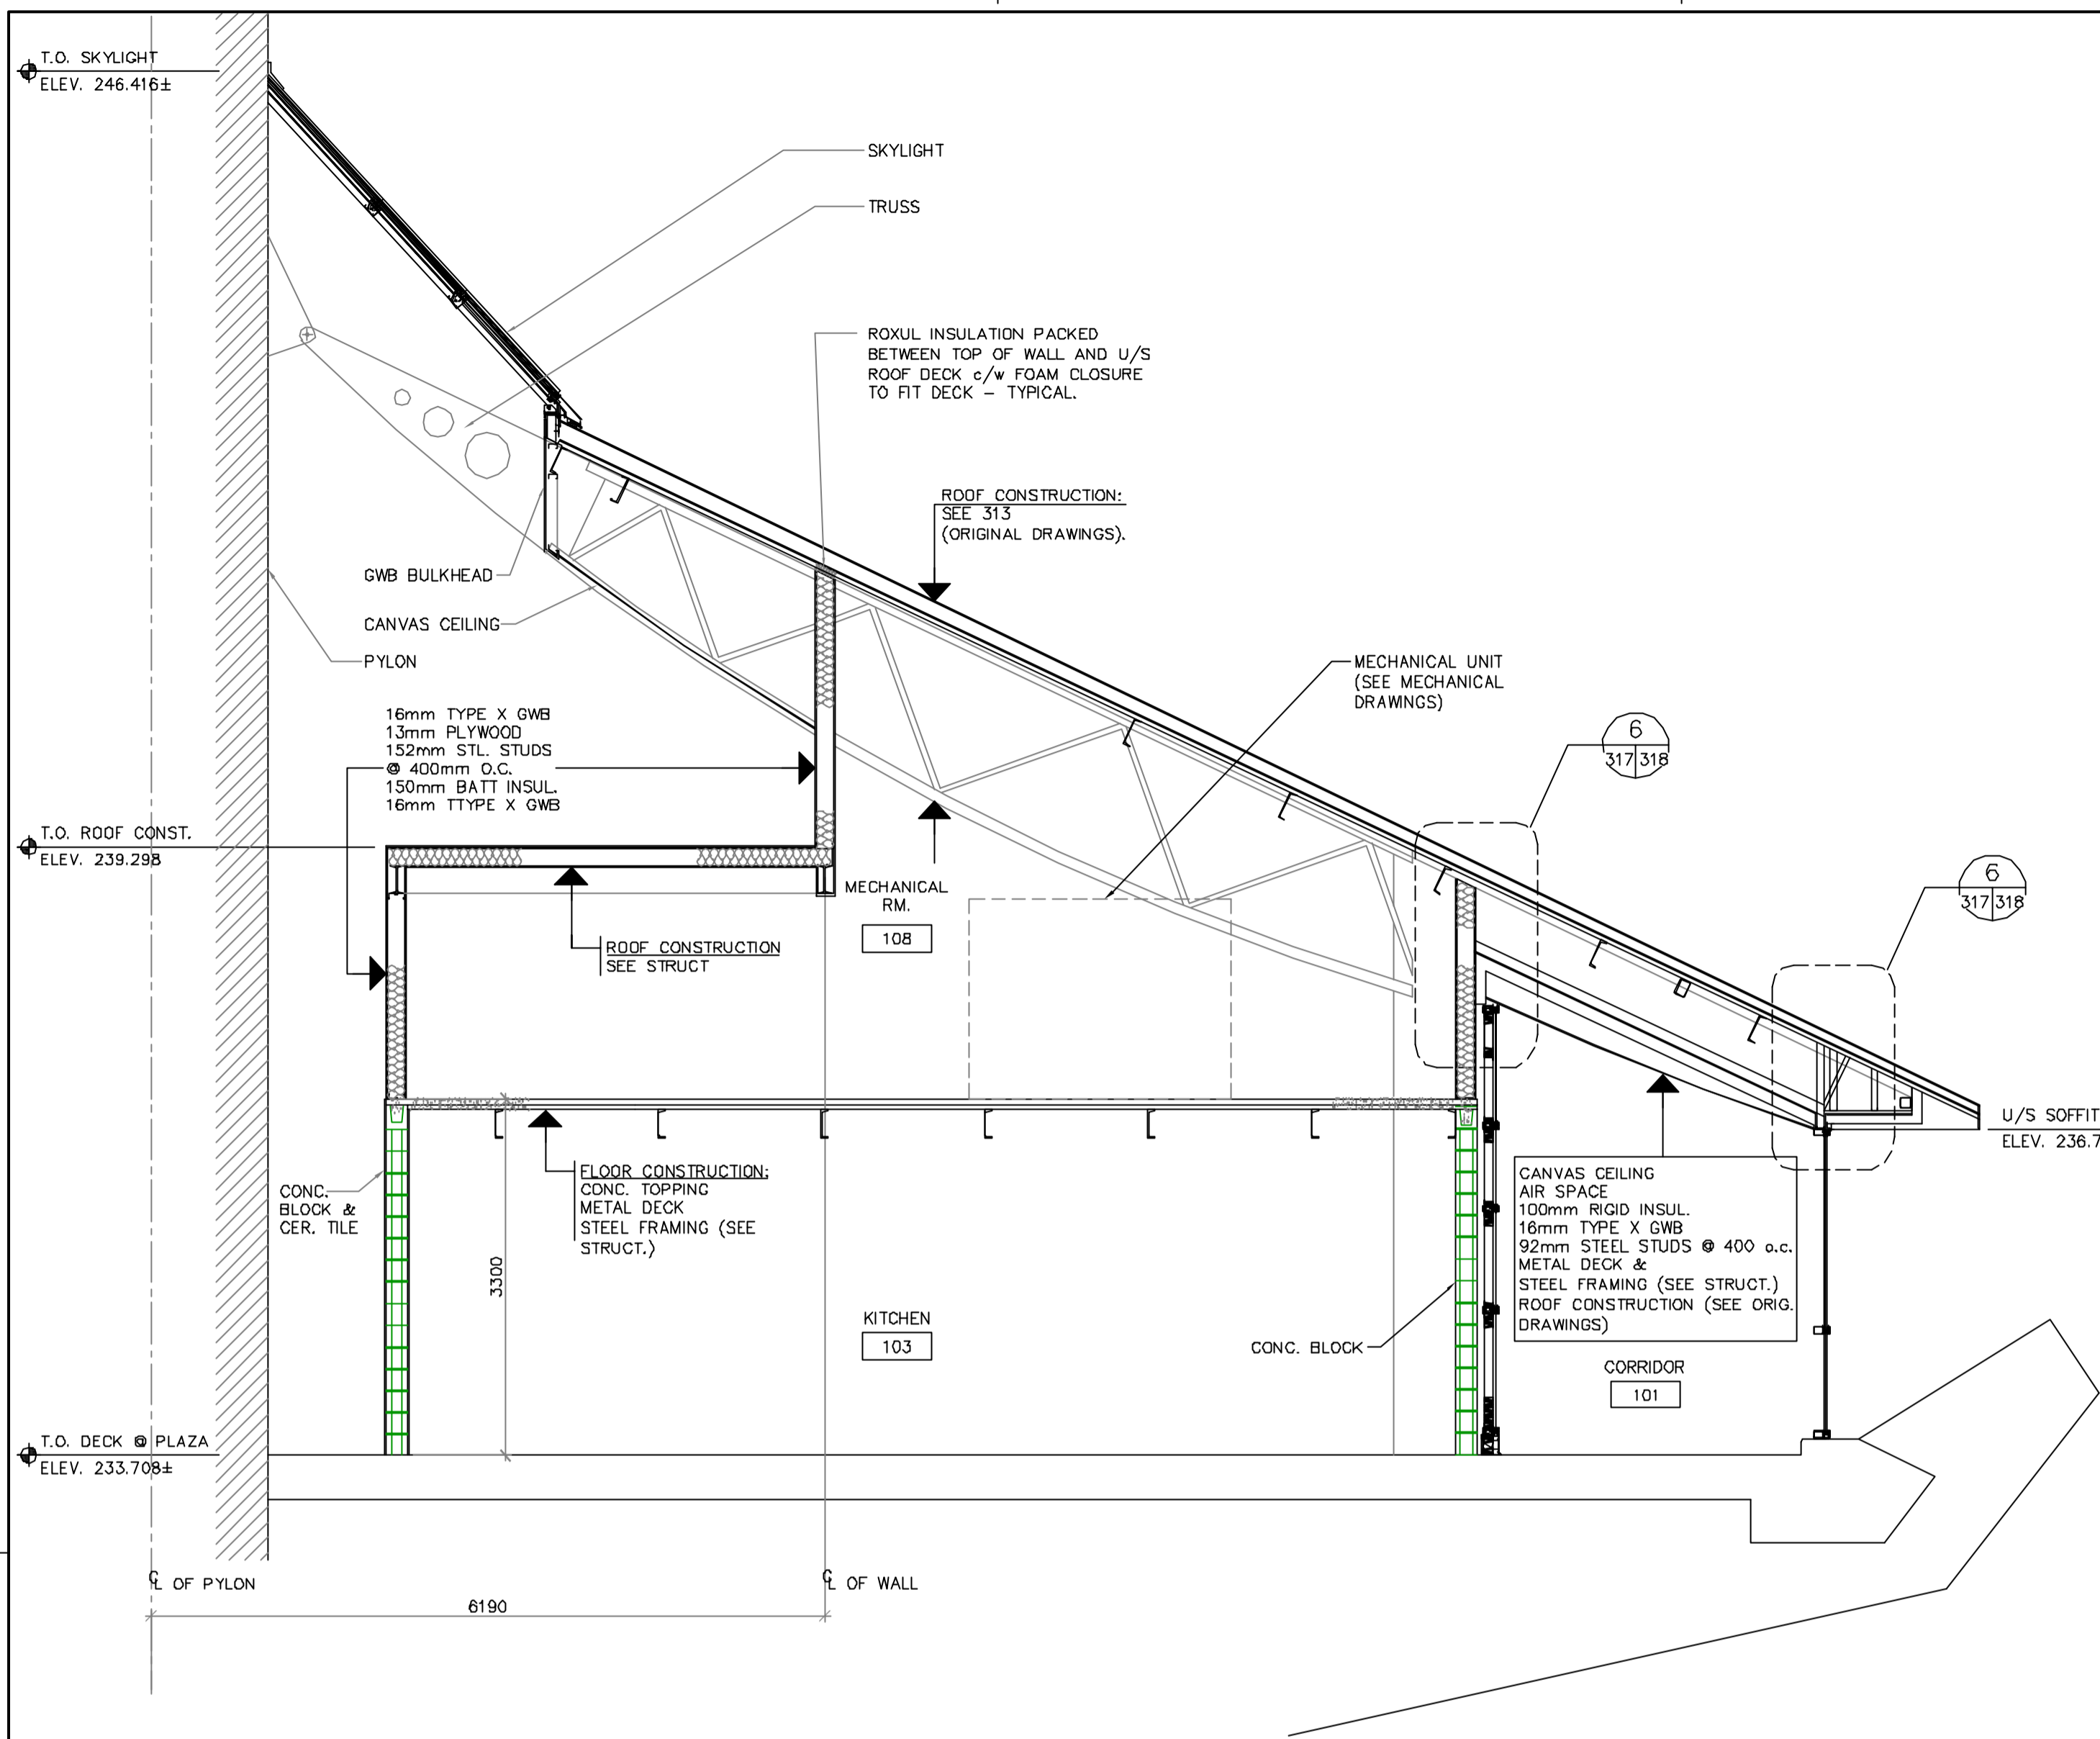 T.O. SKYLIGHT
ELEV. 246.416±
SKYLIGHT
TRUSS
ROXUL INSULATION PACKED
BETWEEN TOP OF WALL AND U/S
ROOF DECK c/w FOAM CLOSURE
TO FIT DECK – TYPICAL.
ROOF CONSTRUCTION:
SEE 313
(ORIGINAL DRAWINGS).
GWB BULKHEAD
CANVAS CEILING
PYLON
MECHANICAL UNIT
(SEE MECHANICAL
DRAWINGS)
6
317 318
16mm TYPE X GWB
13mm PLYWOOD
152mm STL. STUDS
@ 400mm O.C.
150mm BATT INSUL.
16mm TTYPE X GWB
T.O. ROOF CONST.
ELEV. 239.298
MECHANICAL
RM.
108
6
317 318
ROOF CONSTRUCTION
SEE STRUCT
U/S SOFFIT
ELEV. 236.7
CONC.
BLOCK &
CER. TILE
FLOOR CONSTRUCTION:
CONC. TOPPING
METAL DECK
STEEL FRAMING (SEE
STRUCT.)
CANVAS CEILING
AIR SPACE
100mm RIGID INSUL.
16mm TYPE X GWB
92mm STEEL STUDS @ 400 o.c.
METAL DECK &
STEEL FRAMING (SEE STRUCT.)
ROOF CONSTRUCTION (SEE ORIG.
DRAWINGS)
3300
KITCHEN
103
CONC. BLOCK
CORRIDOR
101
T.O. DECK @ PLAZA
ELEV. 233.708±
CL OF PYLON
CL OF WALL
6190